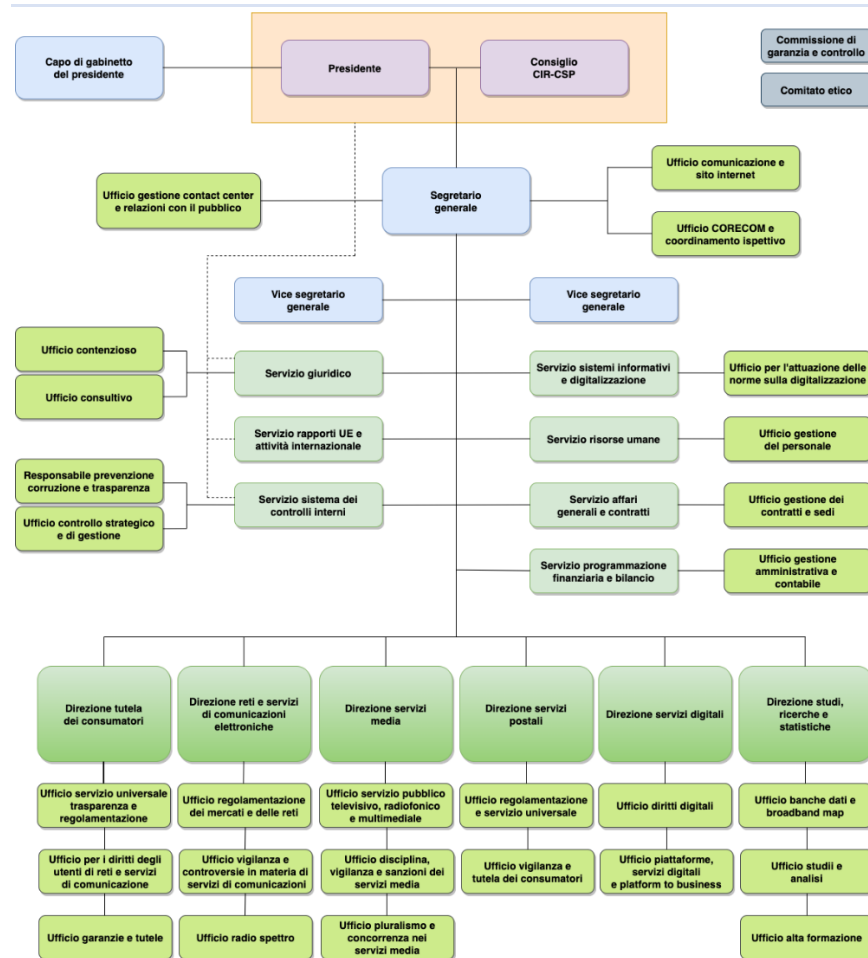 Capo di gabinetto
del presidente
Presidente
Consiglio
CIR-CSP
Commissione di
garanzia e controllo
Comitato etico
Ufficio gestione contact center
e relazioni con il pubblico
Segretario
generale
Ufficio comunicazione e
sito internet
Ufficio CORECOM e
coordinamento ispettivo
Vice segretario
generale
Vice segretario
generale
Ufficio contenzioso
Ufficio consultivo
Servizio giuridico
Servizio sistemi informativi
e digitalizzazione
Ufficio per l'attuazione delle
norme sulla digitalizzazione
Servizio rapporti UE e
attività internazionale
Servizio risorse umane
Ufficio gestione
del personale
Responsabile prevenzione
corruzione e trasparenza
Ufficio controllo strategico
e di gestione
Servizio sistema dei
controlli interni
Servizio affari
generali e contratti
Ufficio gestione dei
contratti e sedi
Servizio programmazione
finanziaria e bilancio
Ufficio gestione
amministrativa e
contabile
Direzione tutela
dei consumatori
Direzione reti e servizi
di comunicazioni
elettroniche
Direzione servizi
media
Direzione servizi
postali
Direzione servizi digitali
Direzione studi,
ricerche e
statistiche
Ufficio servizio universale
trasparenza e
regolamentazione
Ufficio regolamentazione
dei mercati e delle reti
Ufficio servizio pubblico
televisivo, radiofonico
e multimediale
Ufficio regolamentazione
e servizio universale
Ufficio diritti digitali
Ufficio banche dati e
broadband map
Ufficio per i diritti degli
utenti di reti e servizi
di comunicazione
Ufficio vigilanza e
controversie in materia di
servizi di comunicazioni
Ufficio disciplina,
vigilanza e sanzioni dei
servizi media
Ufficio vigilanza e
tutela dei consumatori
Ufficio piattaforme,
servizi digitali
e platform to business
Ufficio studii e
analisi
Ufficio garanzie e tutele
Ufficio radio spettro
Ufficio pluralismo e
concorrenza nei
servizi media
Ufficio alta formazione